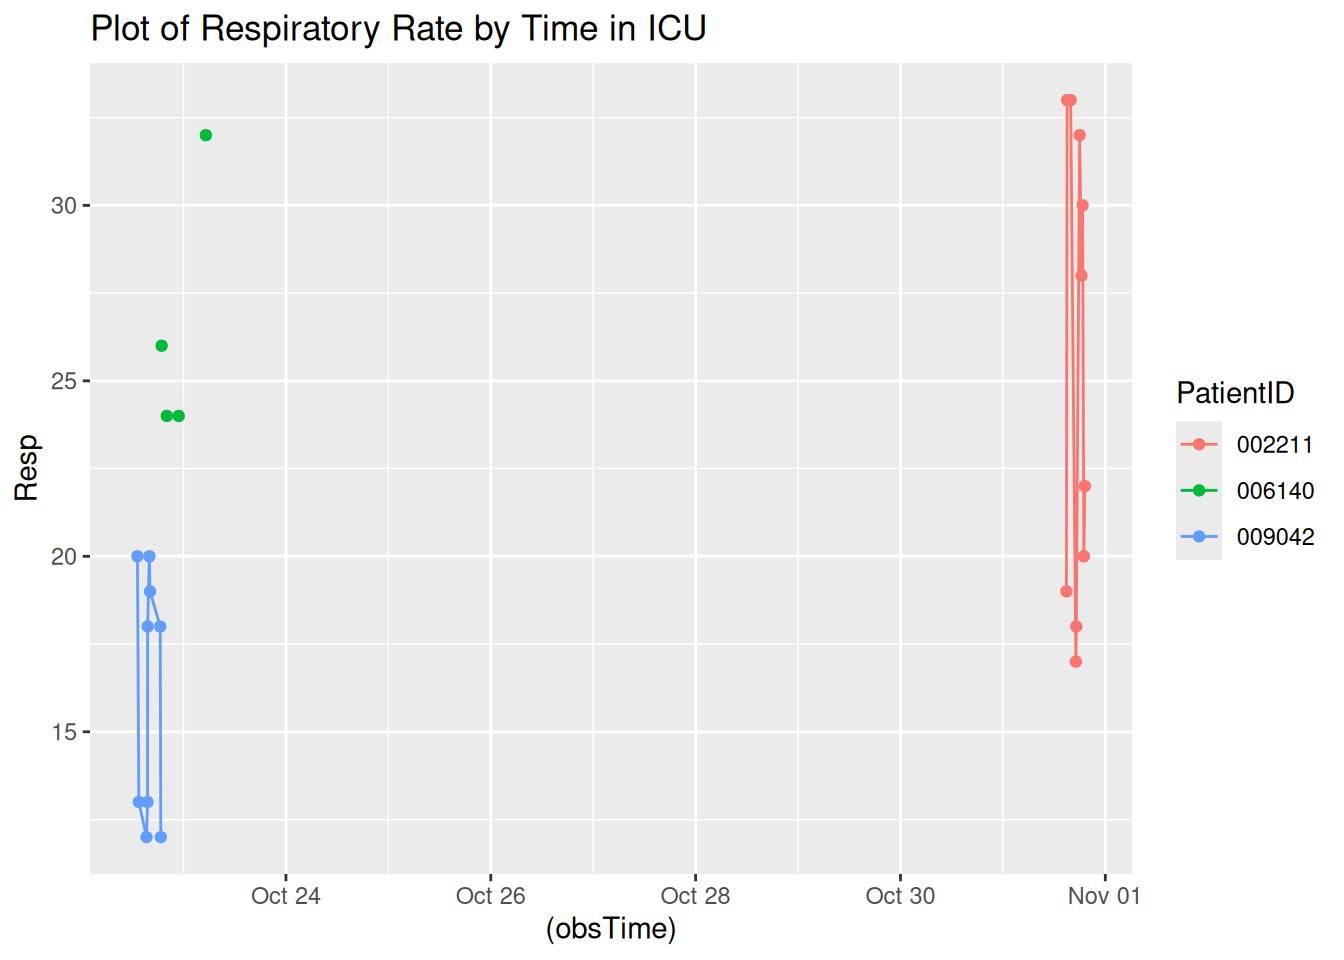 Plot of Respiratory Rate by Time in ICU
30
25
20
15
Resp
Oct 24
Oct 26
Oct 28
Oct 30
Nov 01
(obsTime)
PatientID
002211
006140
009042